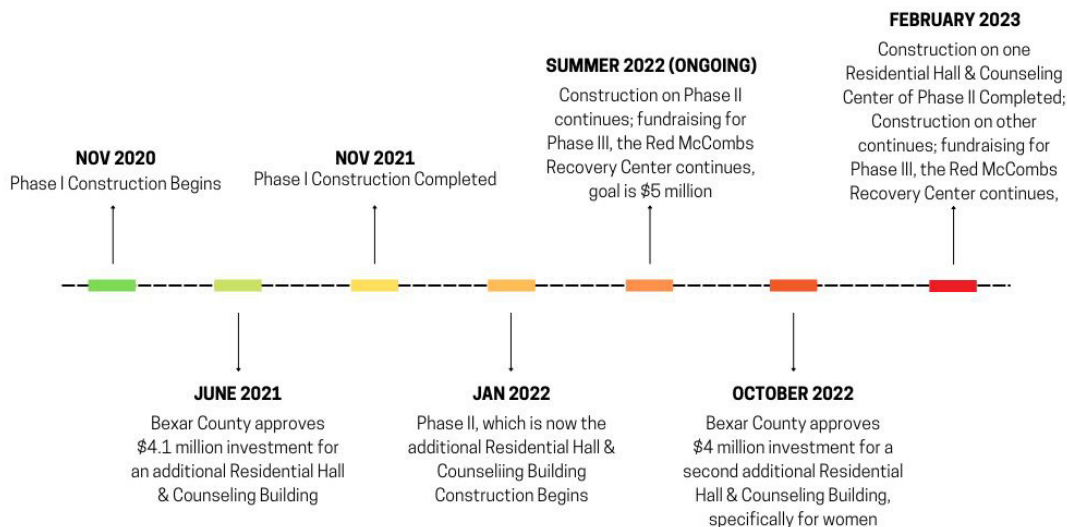 NOV 2020
Phase I Construction Begins
JUNE 2021
Bexar County approves
$4.1 million investment for
an additional Residential Hall
& Counseling Building
NOV 2021
Phase I Construction Completed
JAN 2022
Phase II, which is now the
additional Residential Hall &
Counseliing Building
Construction Begins
SUMMER 2022 (ONGOING)
Construction on Phase II
continues; fundraising for
Phase III, the Red McCombs
Recovery Center continues,
goal is $5 million
OCTOBER 2022
Bexar County approves
$4 million investment for a
second additional Residential
Hall & Counseling Building,
specifically for women
FEBRUARY 2023
Construction on one
Residential Hall & Counseling
Center of Phase II Completed;
Construction on other
continues; fundraising for
Phase III, the Red McCombs
Recovery Center continues,